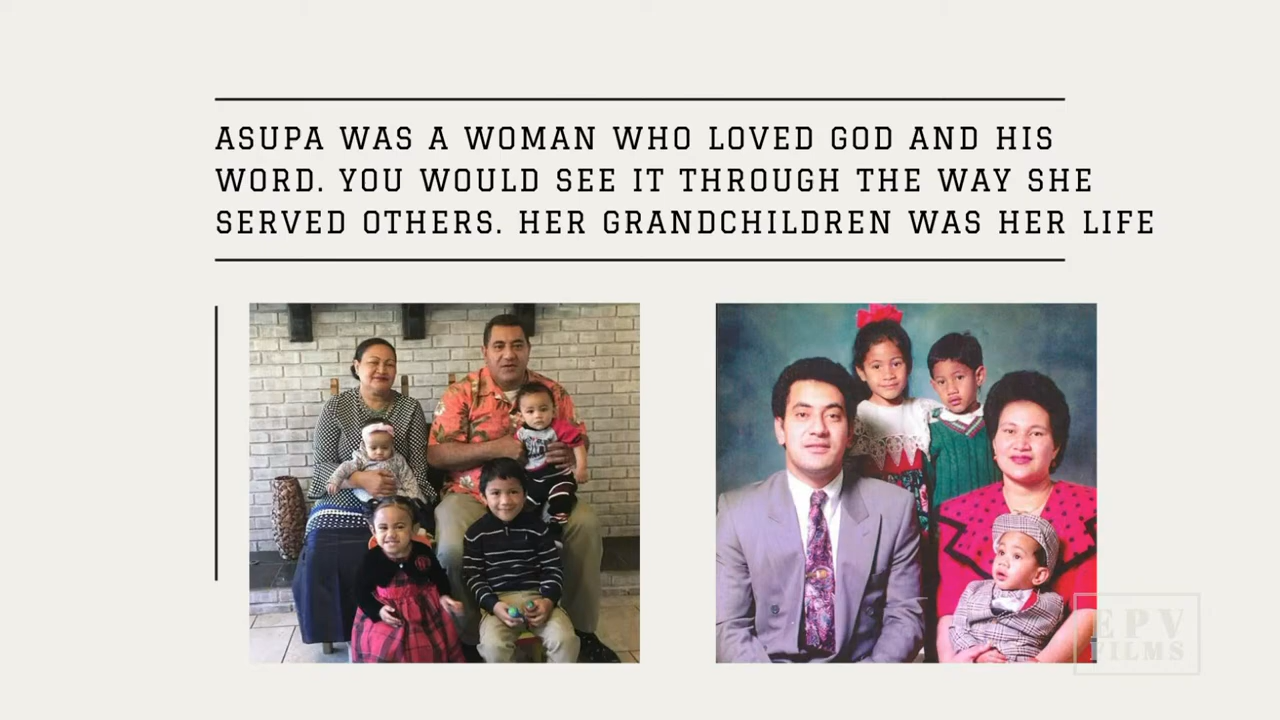 ASUPA WAS A WOMAN WHO LOVED GOD AND HIS
WORD. YOU WOULD SEE IT THROUGH THE WAY SHE
SERVED OTHERS. HER GRANDCHILDREN WAS HER LIFE
EPV
FILMS